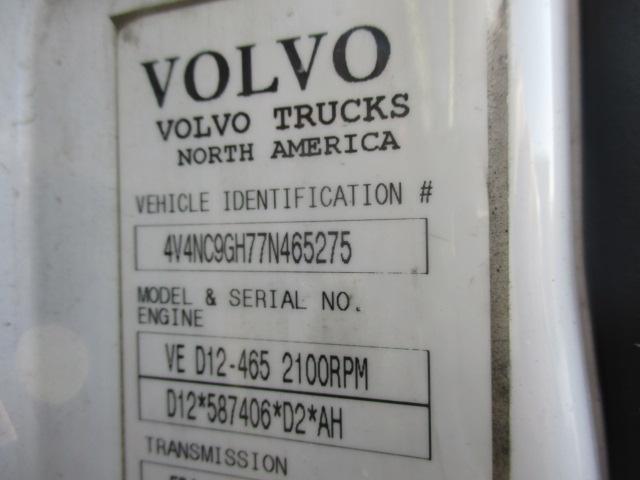 VOLVO
VOLVO TRUCKS
NORTH AMERICA
VEHICLE IDENTIFICATION #
4V4NC9GH77N465275
MODEL & SERIAL NO.
ENGINE
VE D12-465 2100RPM
D12*587406*D2*AH
TRANSMISSION